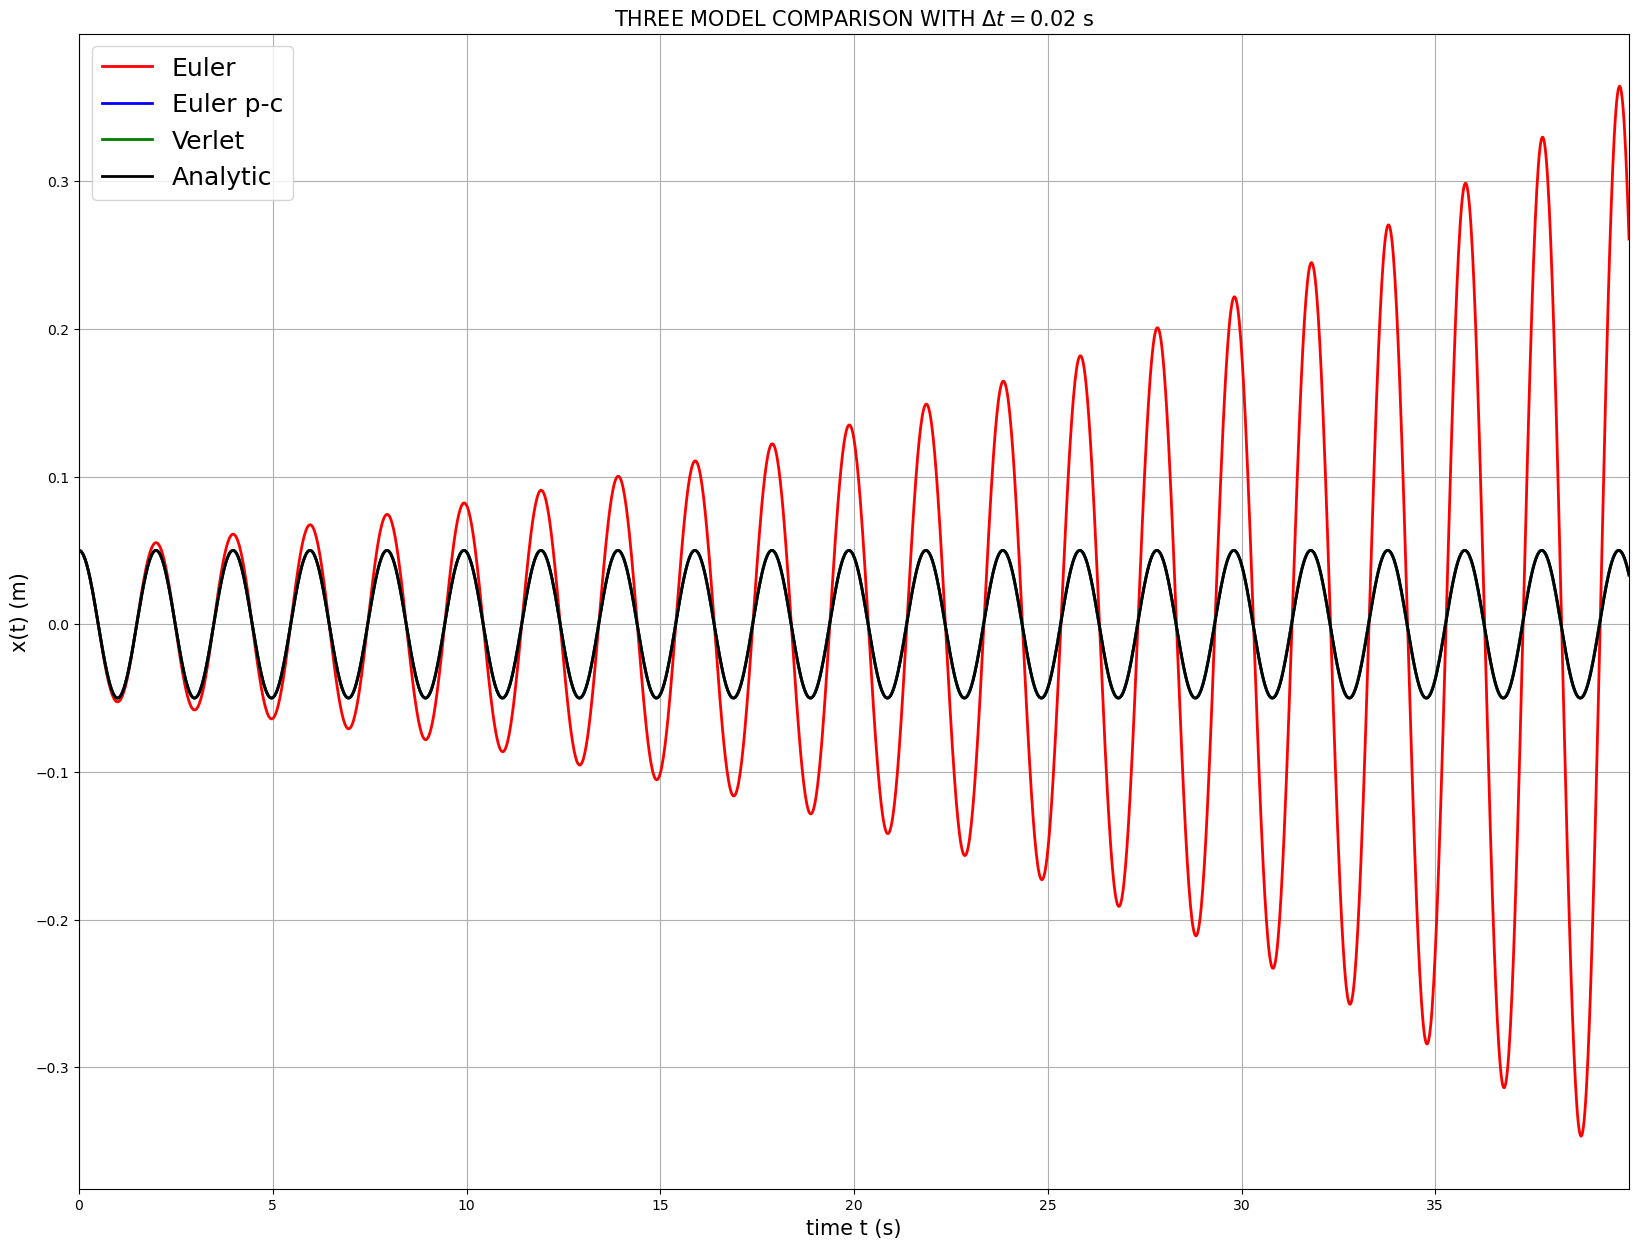 THREE MODEL COMPARISON WITH Δt = 0.02 s
Euler
Euler p-c
Verlet
Analytic
0.3
0.2
0.1
0.0
−0.1
−0.2
−0.3
x(t) (m)
0 5 10 15 20 25 30 35
time t (s)